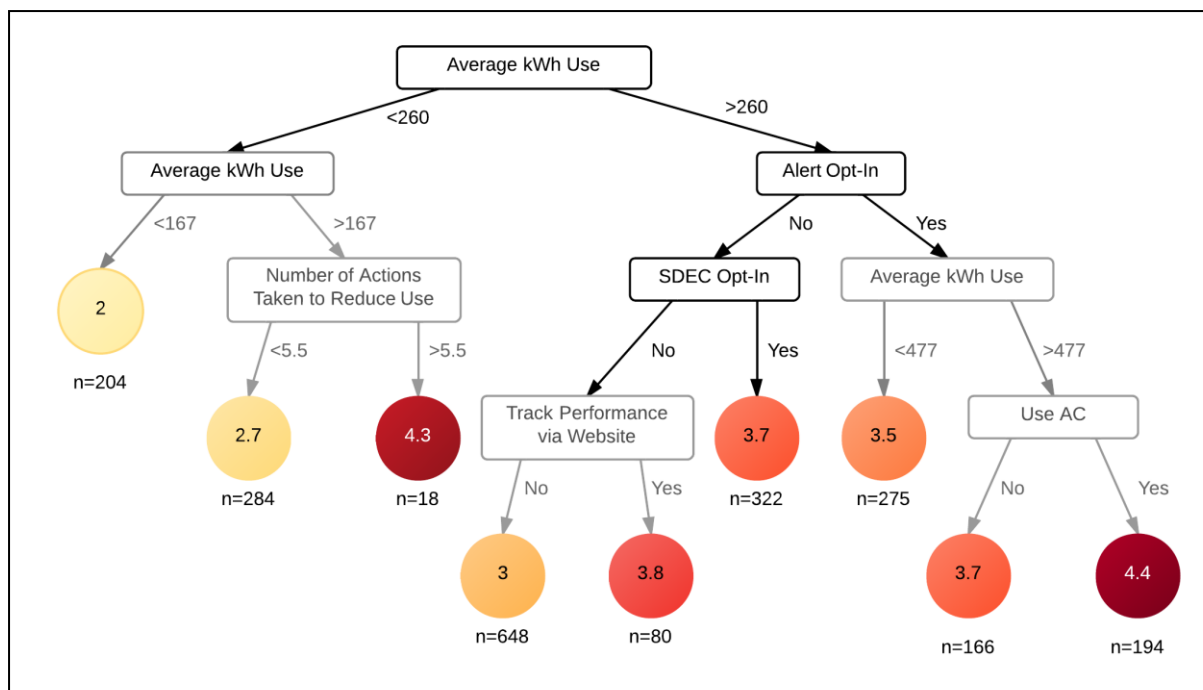 Average kWh Use
<260
>260
Average kWh Use
Alert Opt-In
<167
>167
No
Yes
2
n=204
Number of Actions
Taken to Reduce Use
SDEC Opt-In
Average kWh Use
<5.5
>5.5
No
Yes
<477
>477
2.7
n=284
4.3
n=18
Track Performance
via Website
3.7
n=322
3.5
n=275
Use AC
No
Yes
No
Yes
3
n=648
3.8
n=80
3.7
n=166
4.4
n=194